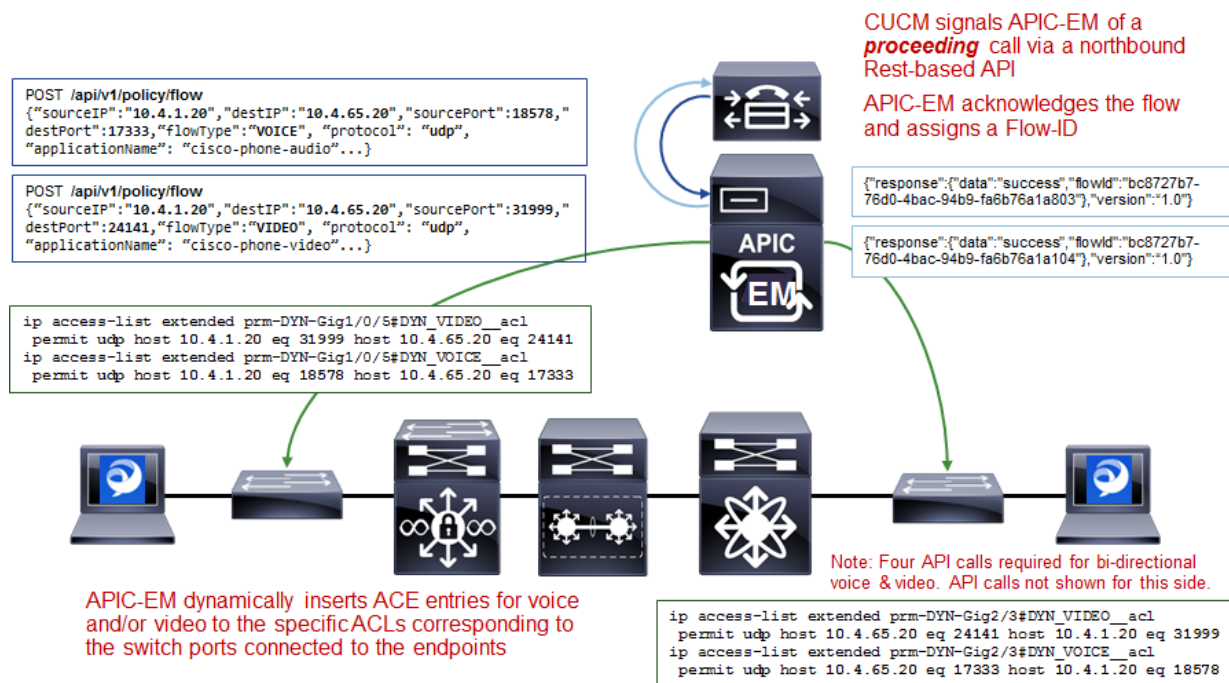 CUCM signals APIC-EM of a
proceeding call via a northbound
Rest-based API
APIC-EM acknowledges the flow
and assigns a Flow-ID
POST /api/v1/policy/flow
{“sourceIP":"10.4.1.20","destIP":"10.4.65.20","sourcePort":18578,"
destPort":17333,“flowType":“VOICE", “protocol”: “udp”,
“applicationName”: “cisco-phone-audio”...}
POST /api/v1/policy/flow
{"sourceIP":"10.4.1.20","destIP":"10.4.65.20","sourcePort":31999,"
destPort":24141,“flowType":“VIDEO", “protocol”: “udp”,
“applicationName”: “cisco-phone-video”...}
{"response":{"data":"success","flowId":"bc8727b7-
76d0-4bac-94b9-fa6b76a1a803"},"version":“1.0"}
{"response":{"data":"success","flowId":"bc8727b7-
76d0-4bac-94b9-fa6b76a1a104"},"version":“1.0"}
APIC
EM
ip access-list extended prm-DYN-Gig1/0/5#DYN_VIDEO__acl
permit udp host 10.4.1.20 eq 31999 host 10.4.65.20 eq 24141
ip access-list extended prm-DYN-Gig1/0/5#DYN_VOICE__acl
permit udp host 10.4.1.20 eq 18578 host 10.4.65.20 eq 17333
Note: Four API calls required for bi-directional
voice & video. API calls not shown for this side.
APIC-EM dynamically inserts ACE entries for voice
and/or video to the specific ACLs corresponding to
the switch ports connected to the endpoints
ip access-list extended prm-DYN-Gig2/3#DYN_VIDEO__acl
permit udp host 10.4.65.20 eq 24141 host 10.4.1.20 eq 31999
ip access-list extended prm-DYN-Gig2/3#DYN_VOICE__acl
permit udp host 10.4.65.20 eq 17333 host 10.4.1.20 eq 18578